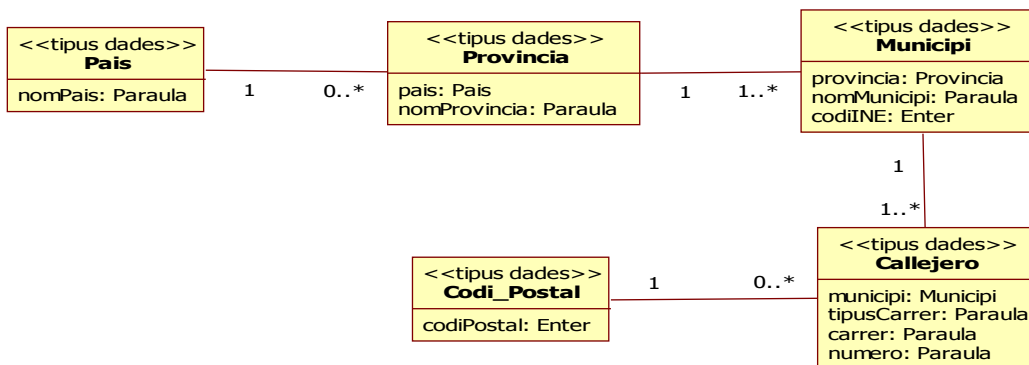 <<tipus dades>>
Pais
nomPais: Paraula
1
0..*
<<tipus dades>>
Provincia
pais: Pais
nomProvincia: Paraula
1
1..*
<<tipus dades>>
Municipi
provincia: Provincia
nomMunicipi: Paraula
codiINE: Enter
1
1..*
<<tipus dades>>
Codi_Postal
codiPostal: Enter
1
0..*
<<tipus dades>>
Callejero
municipi: Municipi
tipusCarrer: Paraula
carrer: Paraula
numero: Paraula